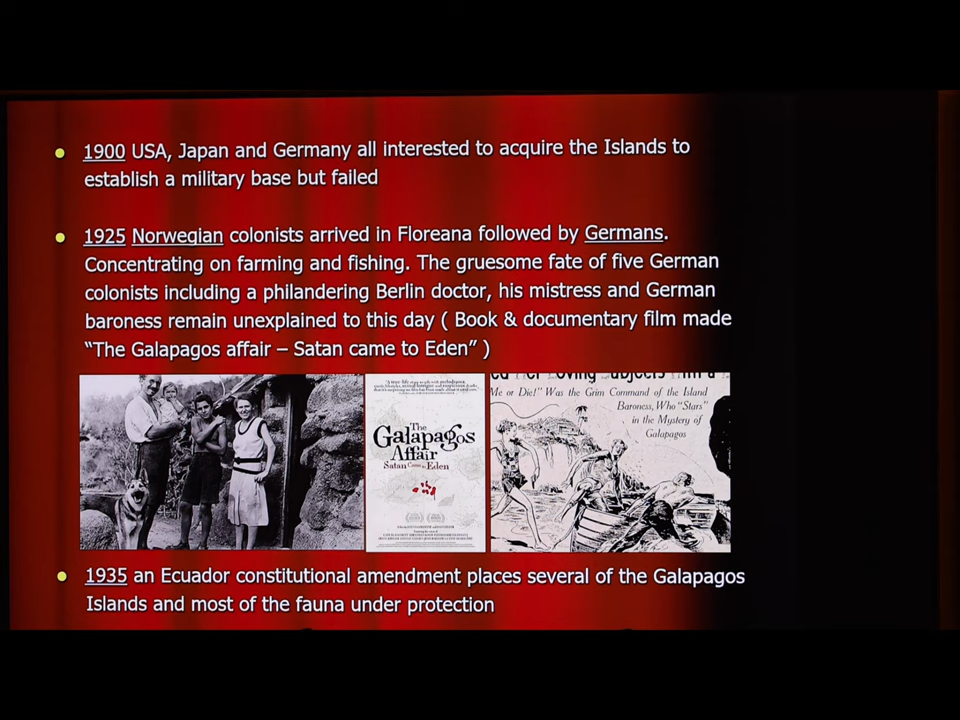 1900 USA, Japan and Germany all interested to acquire the Islands to
establish a military base but failed
1925 Norwegian colonists arrived in Floreana followed by Germans.
Concentrating on farming and fishing. The gruesome fate of five German
colonists including a philandering Berlin doctor, his mistress and German
baroness remain unexplained to this day ( Book & documentary film made
“The Galapagos affair – Satan came to Eden” )
The
Galapagos
Affair
Satan Came to Eden
Me or Die!" Was the Grim Command of the Island
Baroness, Who "Stars"
in the Mystery of
Galapagos
1935 an Ecuador constitutional amendment places several of the Galapagos
Islands and most of the fauna under protection